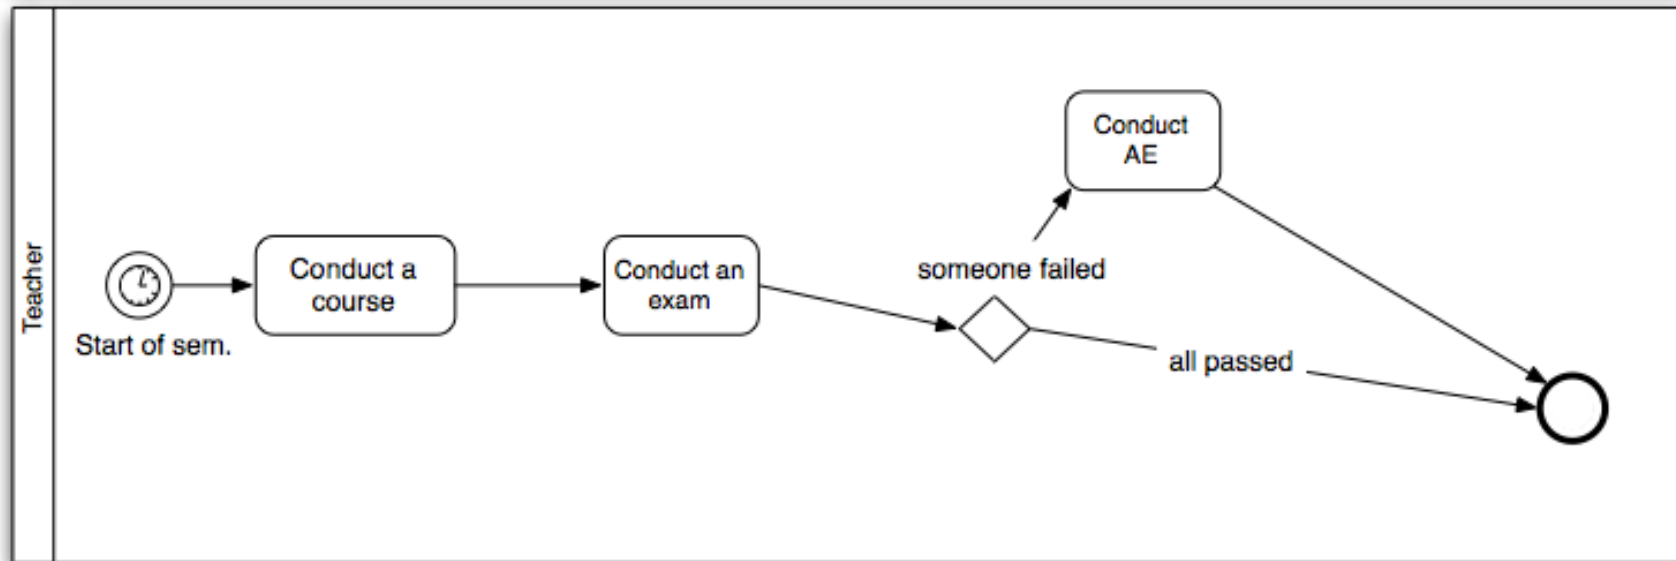 Teacher
Start of sem.
Conduct a
course
Conduct an
exam
someone failed
Conduct
AE
all passed